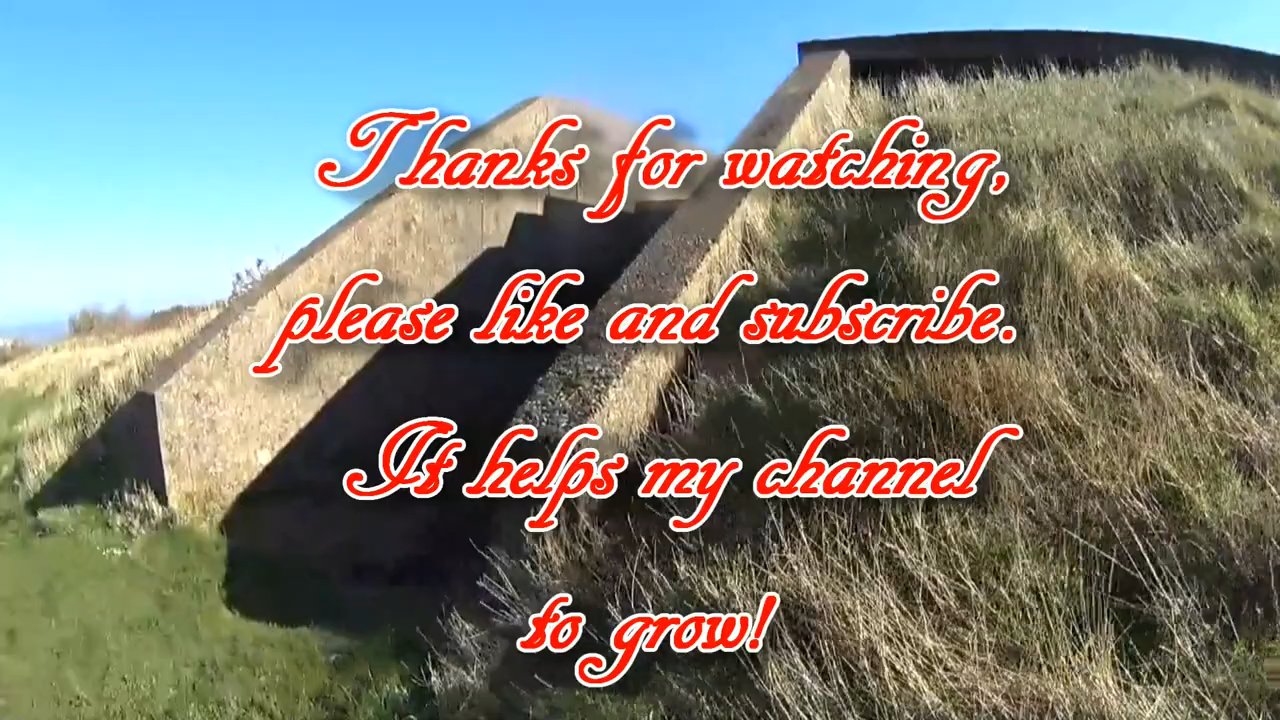 Thanks for watching,
please like and subscribe.
It helps my channel
to grow!